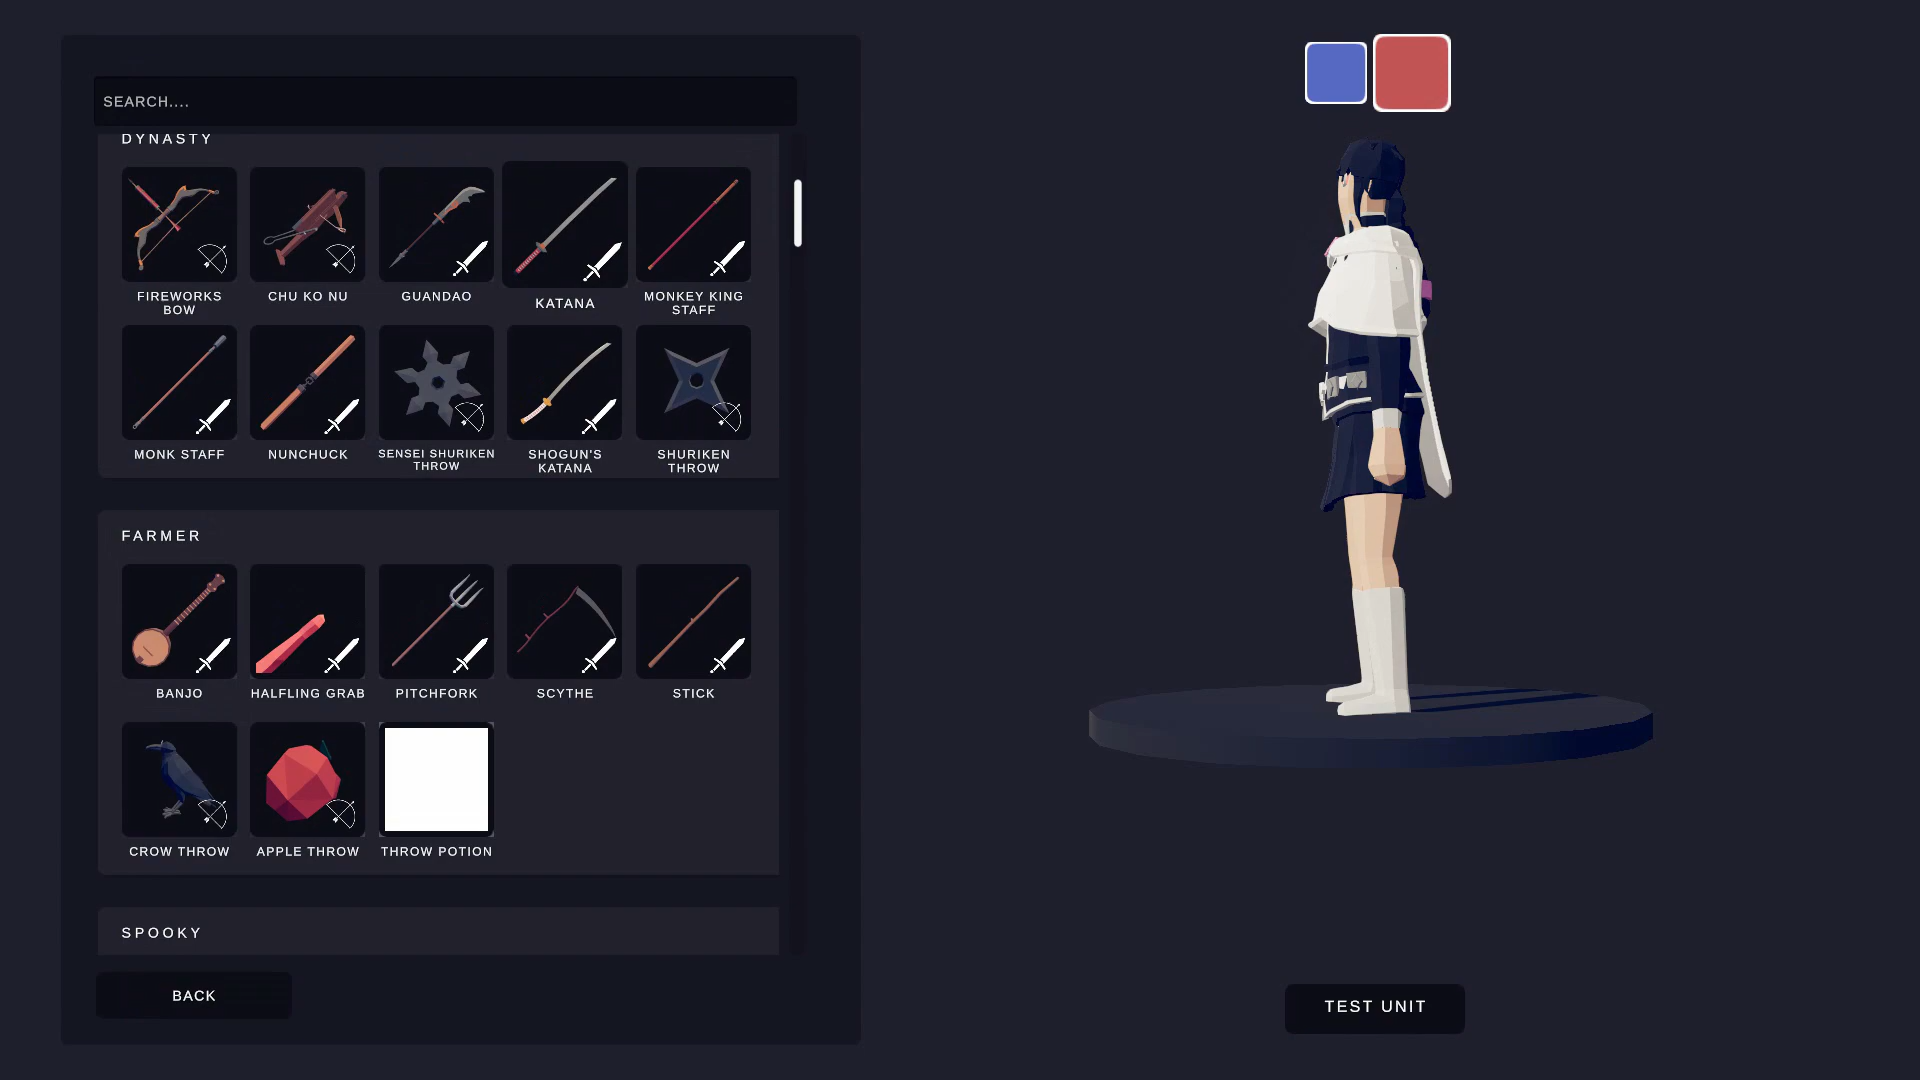 SEARCH....
DYNASTY
FIREWORKS
BOW
CHU KO NU
GUANDAO
KATANA
MONKEY KING
STAFF
MONK STAFF
NUNCHUCK
SENSEI SHURIKEN
THROW
SHOGUN'S
KATANA
SHURIKEN
THROW
FARMER
BANJO
HALFLING GRAB
PITCHFORK
SCYTHE
STICK
CROW THROW
APPLE THROW
THROW POTION
SPOOKY
BACK
TEST UNIT